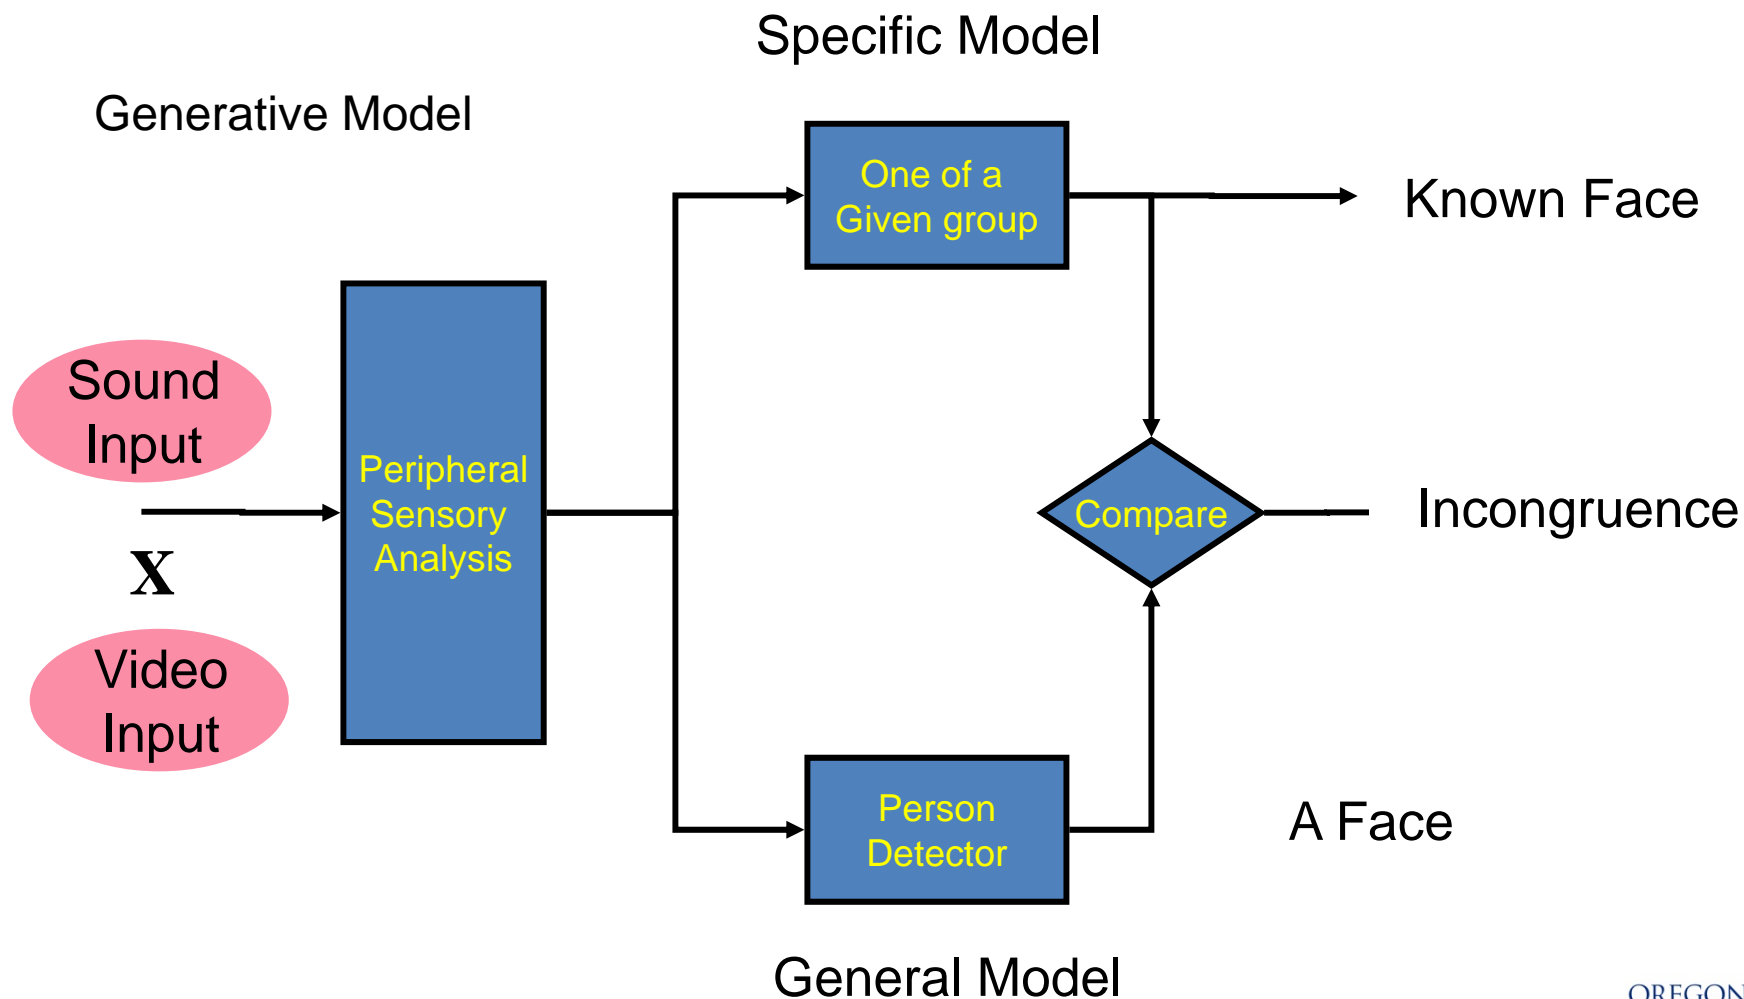 Specific Model
Generative Model
One of a
Given group
Known Face
Sound
Input
Peripheral
Sensory
Analysis
Compare
Incongruence
x
Video
Input
Person
Detector
A Face
General Model
OREGON